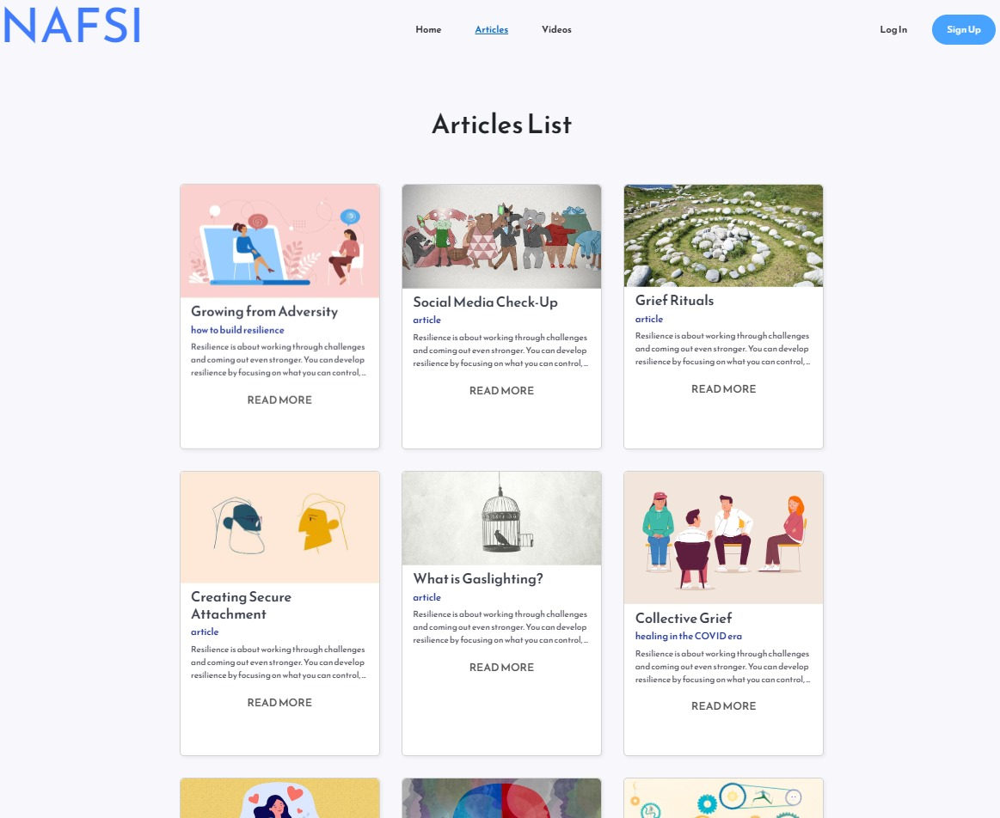 NAFSI
Home
Articles
Videos
Log In
Sign Up
Articles List
Growing from Adversity
how to build resilience
Resilience is about working through challenges
and coming out even stronger. You can develop
resilience by focusing on what you can control, ...
READ MORE
Social Media Check-Up
article
Resilience is about working through challenges
and coming out even stronger. You can develop
resilience by focusing on what you can control, ...
READ MORE
Grief Rituals
article
Resilience is about working through challenges
and coming out even stronger. You can develop
resilience by focusing on what you can control, ...
READ MORE
Creating Secure
Attachment
article
Resilience is about working through challenges
and coming out even stronger. You can develop
resilience by focusing on what you can control, ...
READ MORE
What is Gaslighting?
article
Resilience is about working through challenges
and coming out even stronger. You can develop
resilience by focusing on what you can control, ...
READ MORE
Collective Grief
healing in the COVID era
Resilience is about working through challenges
and coming out even stronger. You can develop
resilience by focusing on what you can control, ...
READ MORE